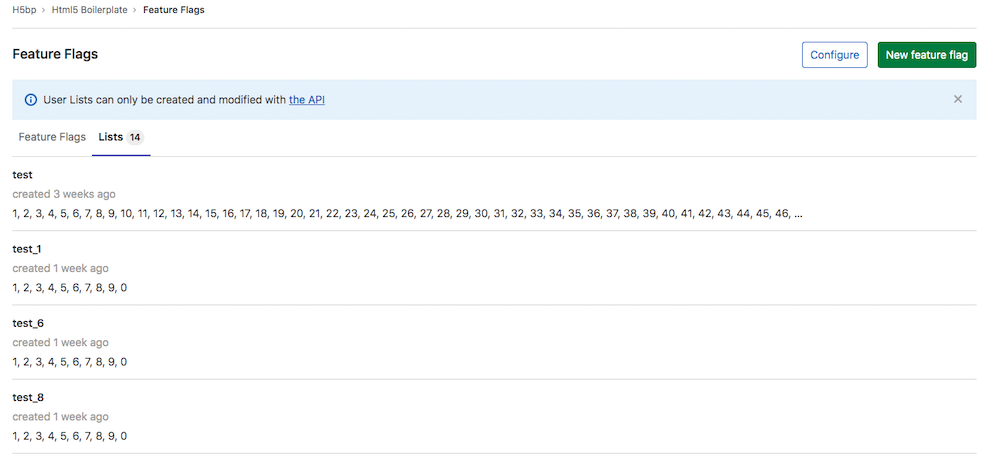 H5bp > Html5 Boilerplate > Feature Flags
Feature Flags
Configure
New feature flag
User Lists can only be created and modified with the API
Feature Flags
Lists 14
test
created 3 weeks ago
1, 2, 3, 4, 5, 6, 7, 8, 9, 10, 11, 12, 13, 14, 15, 16, 17, 18, 19, 20, 21, 22, 23, 24, 25, 26, 27, 28, 29, 30, 31, 32, 33, 34, 35, 36, 37, 38, 39, 40, 41, 42, 43, 44, 45, 46, ...
test_1
created 1 week ago
1, 2, 3, 4, 5, 6, 7, 8, 9, 0
test_6
created 1 week ago
1, 2, 3, 4, 5, 6, 7, 8, 9, 0
test_8
created 1 week ago
1, 2, 3, 4, 5, 6, 7, 8, 9, 0